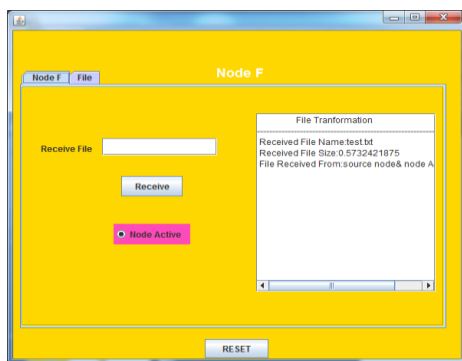 Node F
Node F File
File Tranformation
Receive File
Received File Name:test.txt
Received File Size:0.5732421875
File Received From:source node& node A
Receive
Node Active
RESET